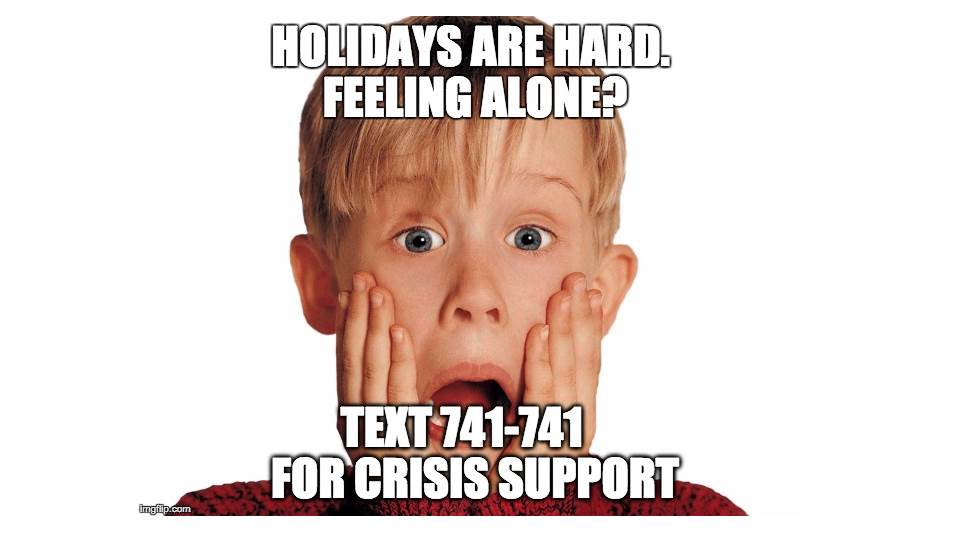 HOLIDAYS ARE HARD.
FEELING ALONE?
TEXT 741-741
FOR CRISIS SUPPORT
imgflip.com